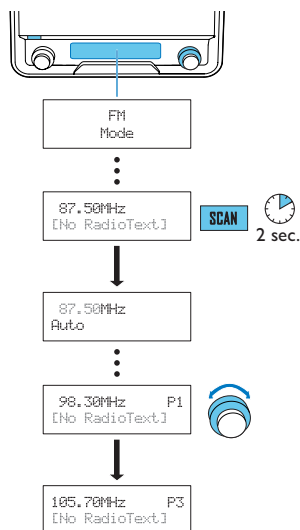 FM
Mode
87.50MHz
[No RadioText]
SCAN
2 sec.
87.50MHz
Auto
98.30MHz P1
[No RadioText]
105.70MHz P3
[No RadioText]